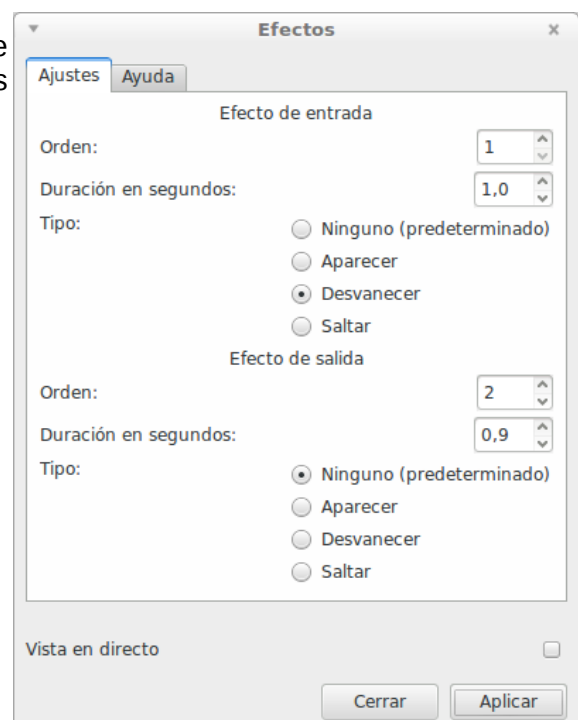 Efectos
e
s
Ajustes Ayuda
Efecto de entrada
Orden: 1
Duración en segundos: 1,0
Tipo: Ninguno (predeterminado)
Aparecer
Desvanecer
Saltar
Efecto de salida
Orden: 2
Duración en segundos: 0,9
Tipo: Ninguno (predeterminado)
Aparecer
Desvanecer
Saltar
Vista en directo
Cerrar Aplicar